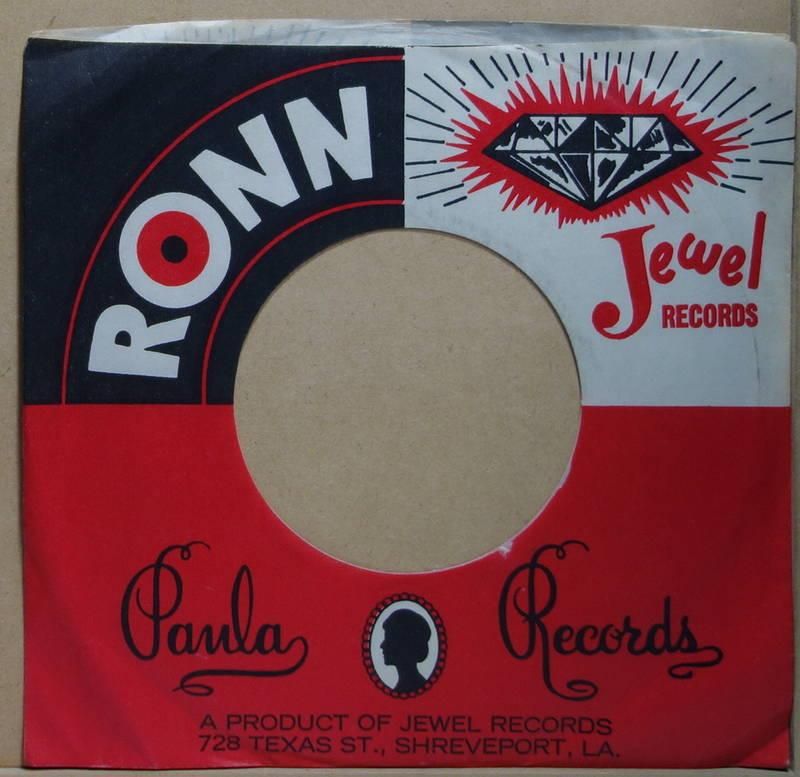 RONN
Jewel
RECORDS
Paula Records
A PRODUCT OF JEWEL RECORDS
728 TEXAS ST., SHREVEPORT, LA.